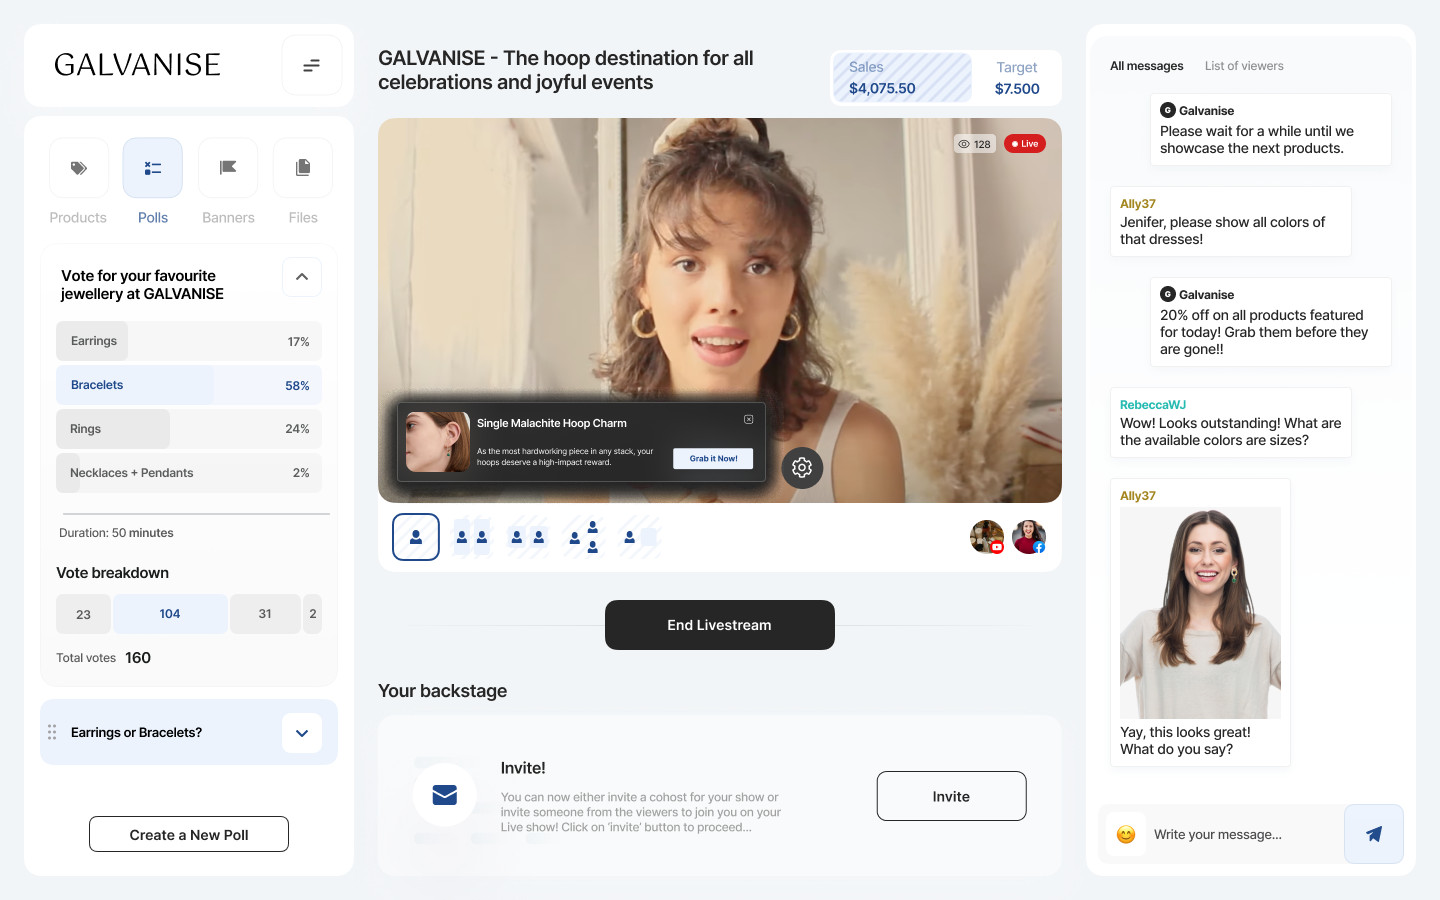 GALVANISE
Products
Polls
Banners
Files
Vote for your favourite
jewellery at GALVANISE
Earrings 17%
Bracelets 58%
Rings 24%
Necklaces + Pendants 2%
Duration: 50 minutes
Vote breakdown
23 104 31 2
Total votes 160
Earrings or Bracelets?
Create a New Poll
GALVANISE - The hoop destination for all
celebrations and joyful events
Sales
$4,075.50
Target
$7.500
128
Live
Single Malachite Hoop Charm
As the most hardworking piece in any stack, your
hoops deserve a high-impact reward.
Grab it Now!
End Livestream
Your backstage
Invite!
You can now either invite a cohost for your show or
invite someone from the viewers to join you on your
Live show! Click on 'invite' button to proceed...
Invite
All messages
List of viewers
G Galvanise
Please wait for a while until we
showcase the next products.
Ally37
Jenifer, please show all colors of
that dresses!
G Galvanise
20% off on all products featured
for today! Grab them before they
are gone!!
RebeccaWJ
Wow! Looks outstanding! What are
the available colors are sizes?
Ally37
Yay, this looks great!
What do you say?
Write your message...